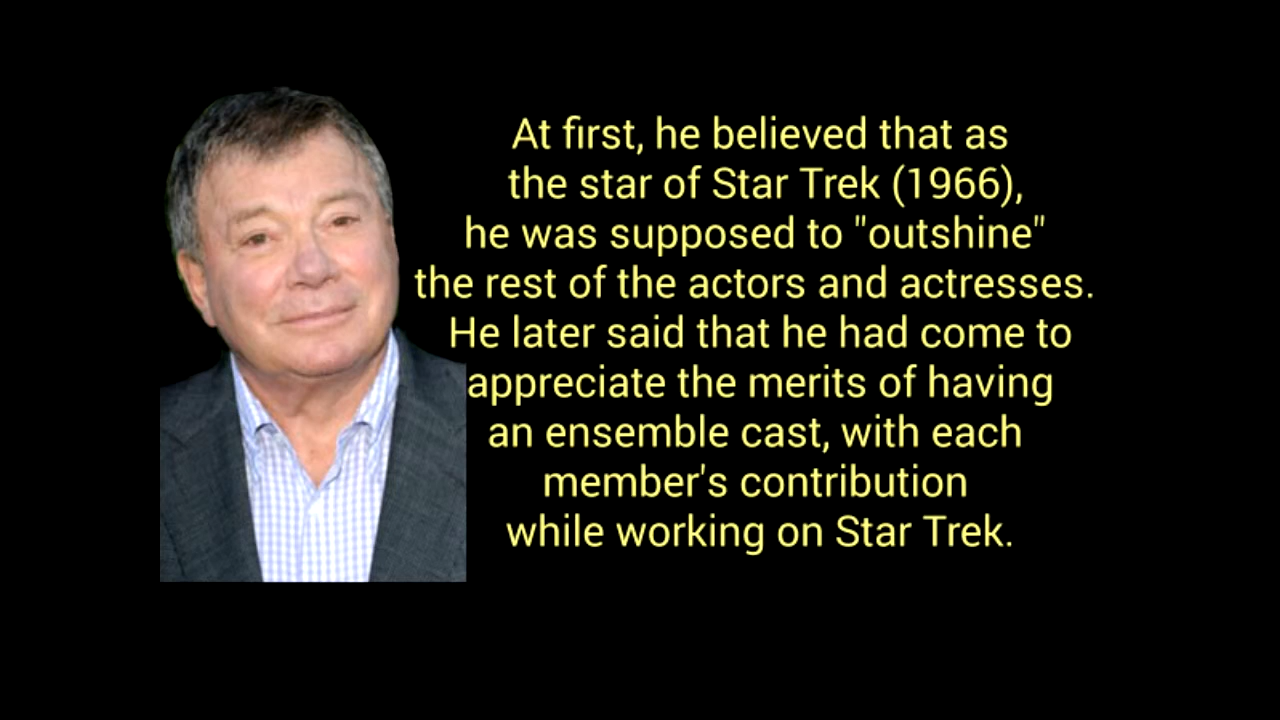 At first, he believed that as
the star of Star Trek (1966),
he was supposed to "outshine"
the rest of the actors and actresses.
He later said that he had come to
appreciate the merits of having
an ensemble cast, with each
member's contribution
while working on Star Trek.